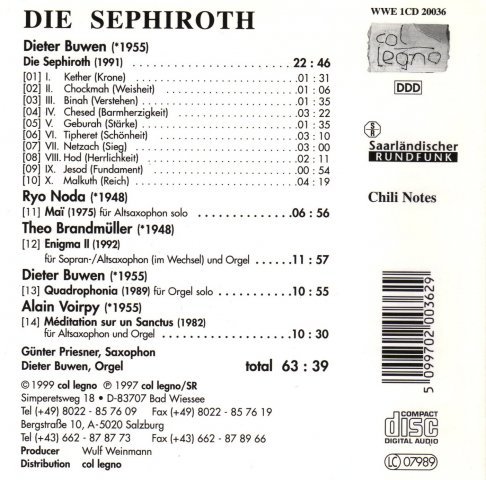 DIE SEPHIROTH
WWE 1CD 20036
col legno
DDD
SR
Saarländischer
RUNDFUNK
Chili Notes
Dieter Buwen (*1955)
Die Sephiroth (1991) 22 : 46
[01] I. Kether (Krone) 01 : 31
[02] II. Chockmah (Weisheit) 01 : 06
[03] III. Binah (Verstehen) 01 : 35
[04] IV. Chesed (Barmherzigkeit) 03 : 22
[05] V. Geburah (Stärke) 01 : 35
[06] VI. Tipheret (Schönheit) 03 : 10
[07] VII. Netzach (Sieg) 03 : 00
[08] VIII. Hod (Herrlichkeit) 02 : 11
[09] IX. Jesod (Fundament) 00 : 54
[10] X. Malkuth (Reich) 04 : 19
Ryo Noda (*1948)
[11] Maï (1975) für Altsaxophon solo 06 : 56
Theo Brandmüller (*1948)
[12] Enigma II (1992)
für Sopran-/Altsaxophon (im Wechsel) und Orgel 11 : 57
Dieter Buwen (*1955)
[13] Quadrophonia (1989) für Orgel solo 10 : 55
Alain Voirpy (*1955)
[14] Méditation sur un Sanctus (1982)
für Altsaxophon und Orgel 10 : 30
Günter Priesner, Saxophon
Dieter Buwen, Orgel total 63 : 39
© 1999 col legno ℗ 1997 col legno/SR
Simperetsweg 18 • D-83707 Bad Wiessee
Tel (+49) 8022 - 85 76 09 Fax (+49) 8022 - 85 76 19
Bergstraße 10, A-5020 Salzburg
Tel (+43) 662 - 87 87 73 Fax (+43) 662 - 87 89 66
Producer Wulf Weinmann
Distribution col legno
5 099702 003629
COMPACT
disc
DIGITAL AUDIO
LC 07989